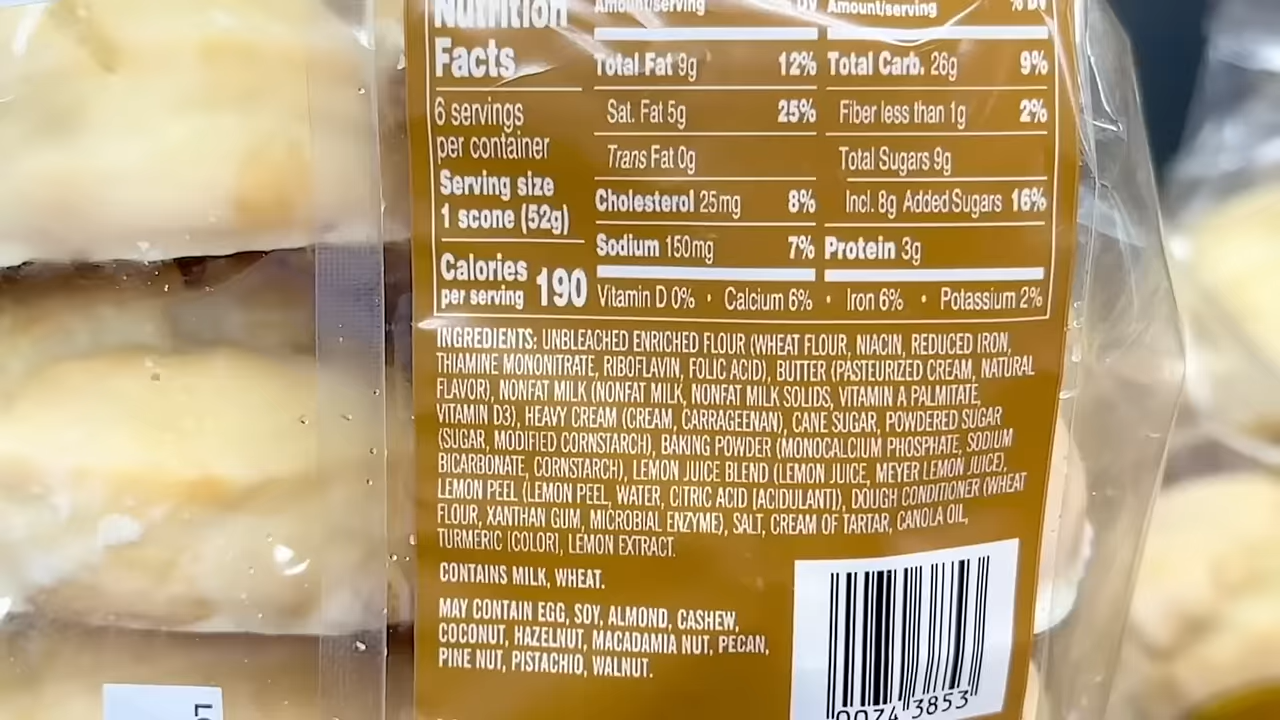 Nutrition
Facts
6 servings
per container
Serving size
1 scone (52g)
Calories
per serving 190
Amount/serving % DV
Total Fat 9g 12%
Sat. Fat 5g 25%
Trans Fat 0g
Cholesterol 25mg 8%
Sodium 150mg 7%
Amount/serving % DV
Total Carb. 26g 9%
Fiber less than 1g 2%
Total Sugars 9g
Incl. 8g Added Sugars 16%
Protein 3g
Vitamin D 0% • Calcium 6% • Iron 6% • Potassium 2%
INGREDIENTS: UNBLEACHED ENRICHED FLOUR (WHEAT FLOUR, NIACIN, REDUCED IRON,
THIAMINE MONONITRATE, RIBOFLAVIN, FOLIC ACID), BUTTER (PASTEURIZED CREAM, NATURAL
FLAVOR), NONFAT MILK (NONFAT MILK, NONFAT MILK SOLIDS, VITAMIN A PALMITATE,
VITAMIN D3), HEAVY CREAM (CREAM, CARRAGEENAN), CANE SUGAR, POWDERED SUGAR
(SUGAR, MODIFIED CORNSTARCH), BAKING POWDER (MONOCALCIUM PHOSPHATE, SODIUM
BICARBONATE, CORNSTARCH), LEMON JUICE BLEND (LEMON JUICE, MEYER LEMON JUICE),
LEMON PEEL (LEMON PEEL, WATER, CITRIC ACID [ACIDULANT]), DOUGH CONDITIONER (WHEAT
FLOUR, XANTHAN GUM, MICROBIAL ENZYME), SALT, CREAM OF TARTAR, CANOLA OIL,
TURMERIC [COLOR], LEMON EXTRACT.
CONTAINS MILK, WHEAT.
MAY CONTAIN EGG, SOY, ALMOND, CASHEW,
COCONUT, HAZELNUT, MACADAMIA NUT, PECAN,
PINE NUT, PISTACHIO, WALNUT.
0074 3853